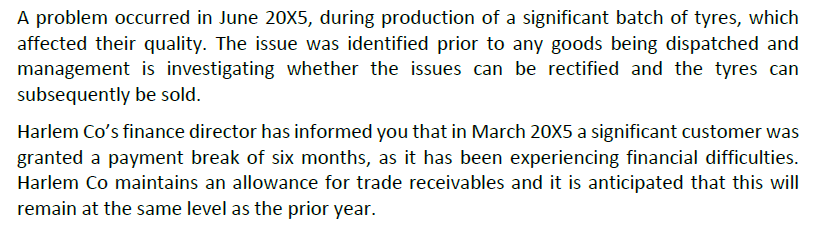 A problem occurred in June 20X5, during production of a significant batch of tyres, which
affected their quality. The issue was identified prior to any goods being dispatched and
management is investigating whether the issues can be rectified and the tyres can
subsequently be sold.
Harlem Co’s finance director has informed you that in March 20X5 a significant customer was
granted a payment break of six months, as it has been experiencing financial difficulties.
Harlem Co maintains an allowance for trade receivables and it is anticipated that this will
remain at the same level as the prior year.